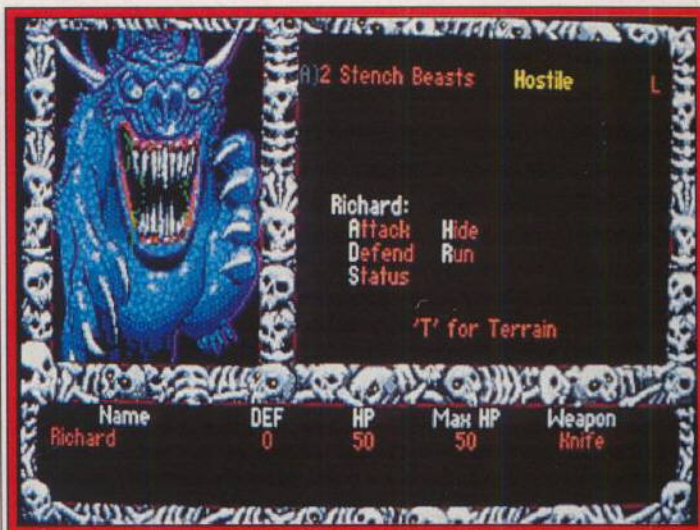 A)2 Stench Beasts Hostile L
Richard:
Attack Hide
Defend Run
Status
'T' for Terrain
Name DEF HP Max HP Weapon
Richard 0 50 50 Knife